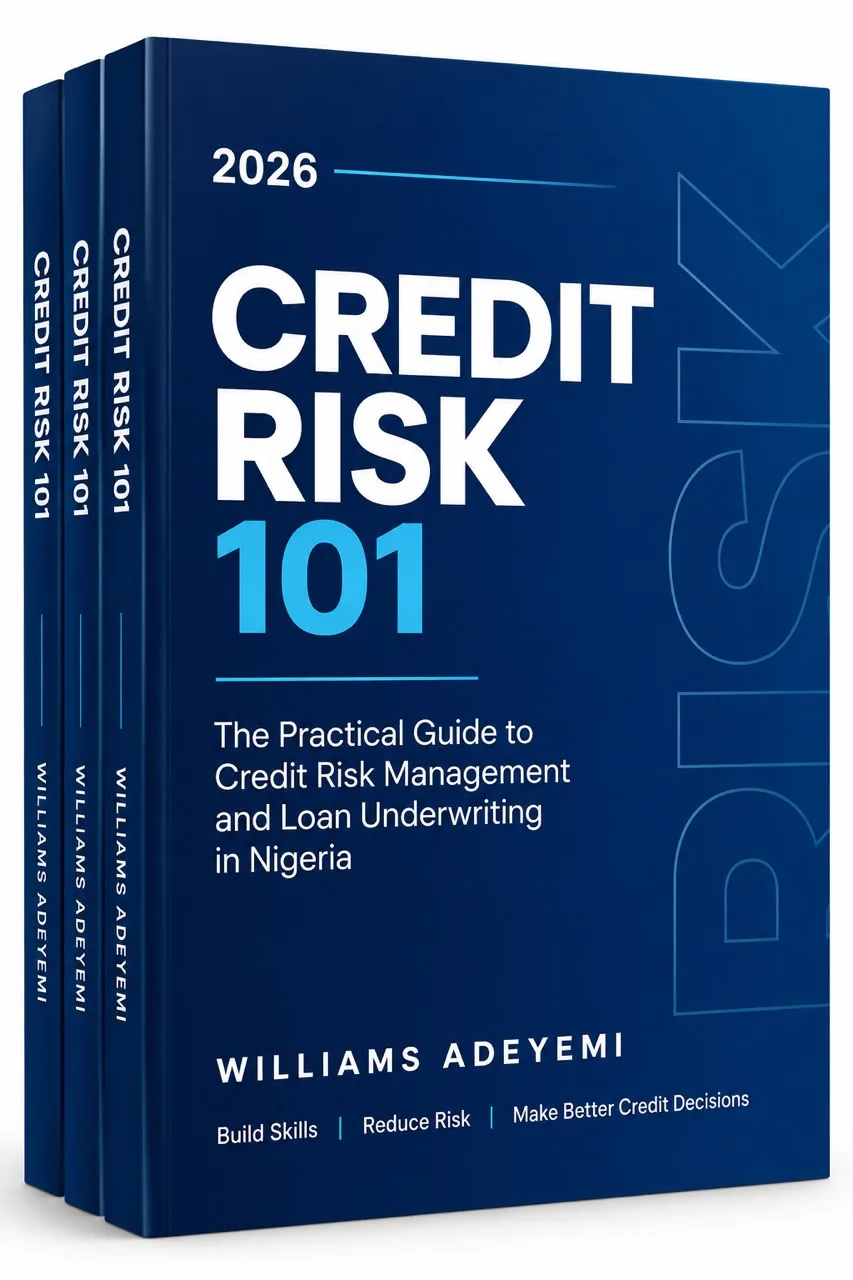 CREDIT RISK 101
WILLIAMS ADEYEMI
CREDIT RISK 101
WILLIAMS ADEYEMI
CREDIT RISK 101
WILLIAMS ADEYEMI
2026
CREDIT
RISK
101
The Practical Guide to
Credit Risk Management
and Loan Underwriting
in Nigeria
RISK
WILLIAMS ADEYEMI
Build Skills | Reduce Risk | Make Better Credit Decisions